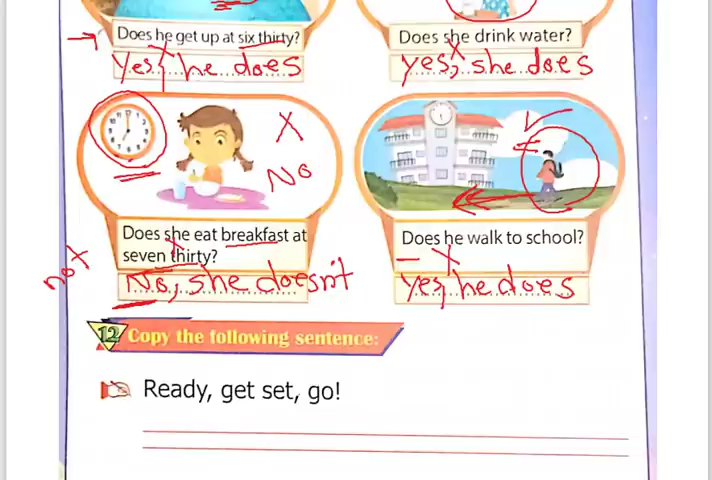 Does he get up at six thirty?
Yes, he does
Does she drink water?
yes, she does
X
No
Does she eat breakfast at
seven thirty?
not
No, she doesn't
Does he walk to school?
Yes, he does
12 Copy the following sentence:
Ready, get set, go!